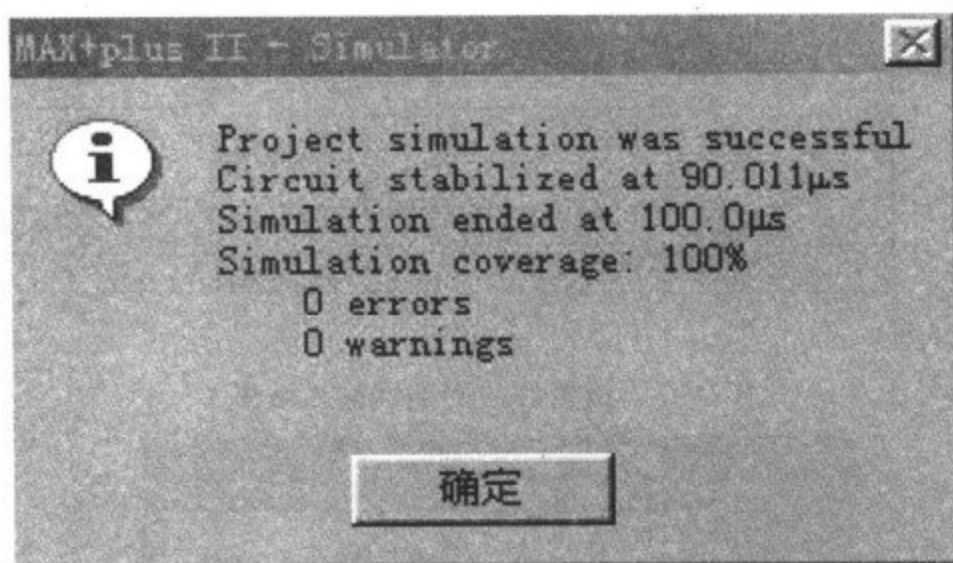 MAX+plus II - Simulator
Project simulation was successful
Circuit stabilized at 90.011μs
Simulation ended at 100.0μs
Simulation coverage: 100%
0 errors
0 warnings
确定